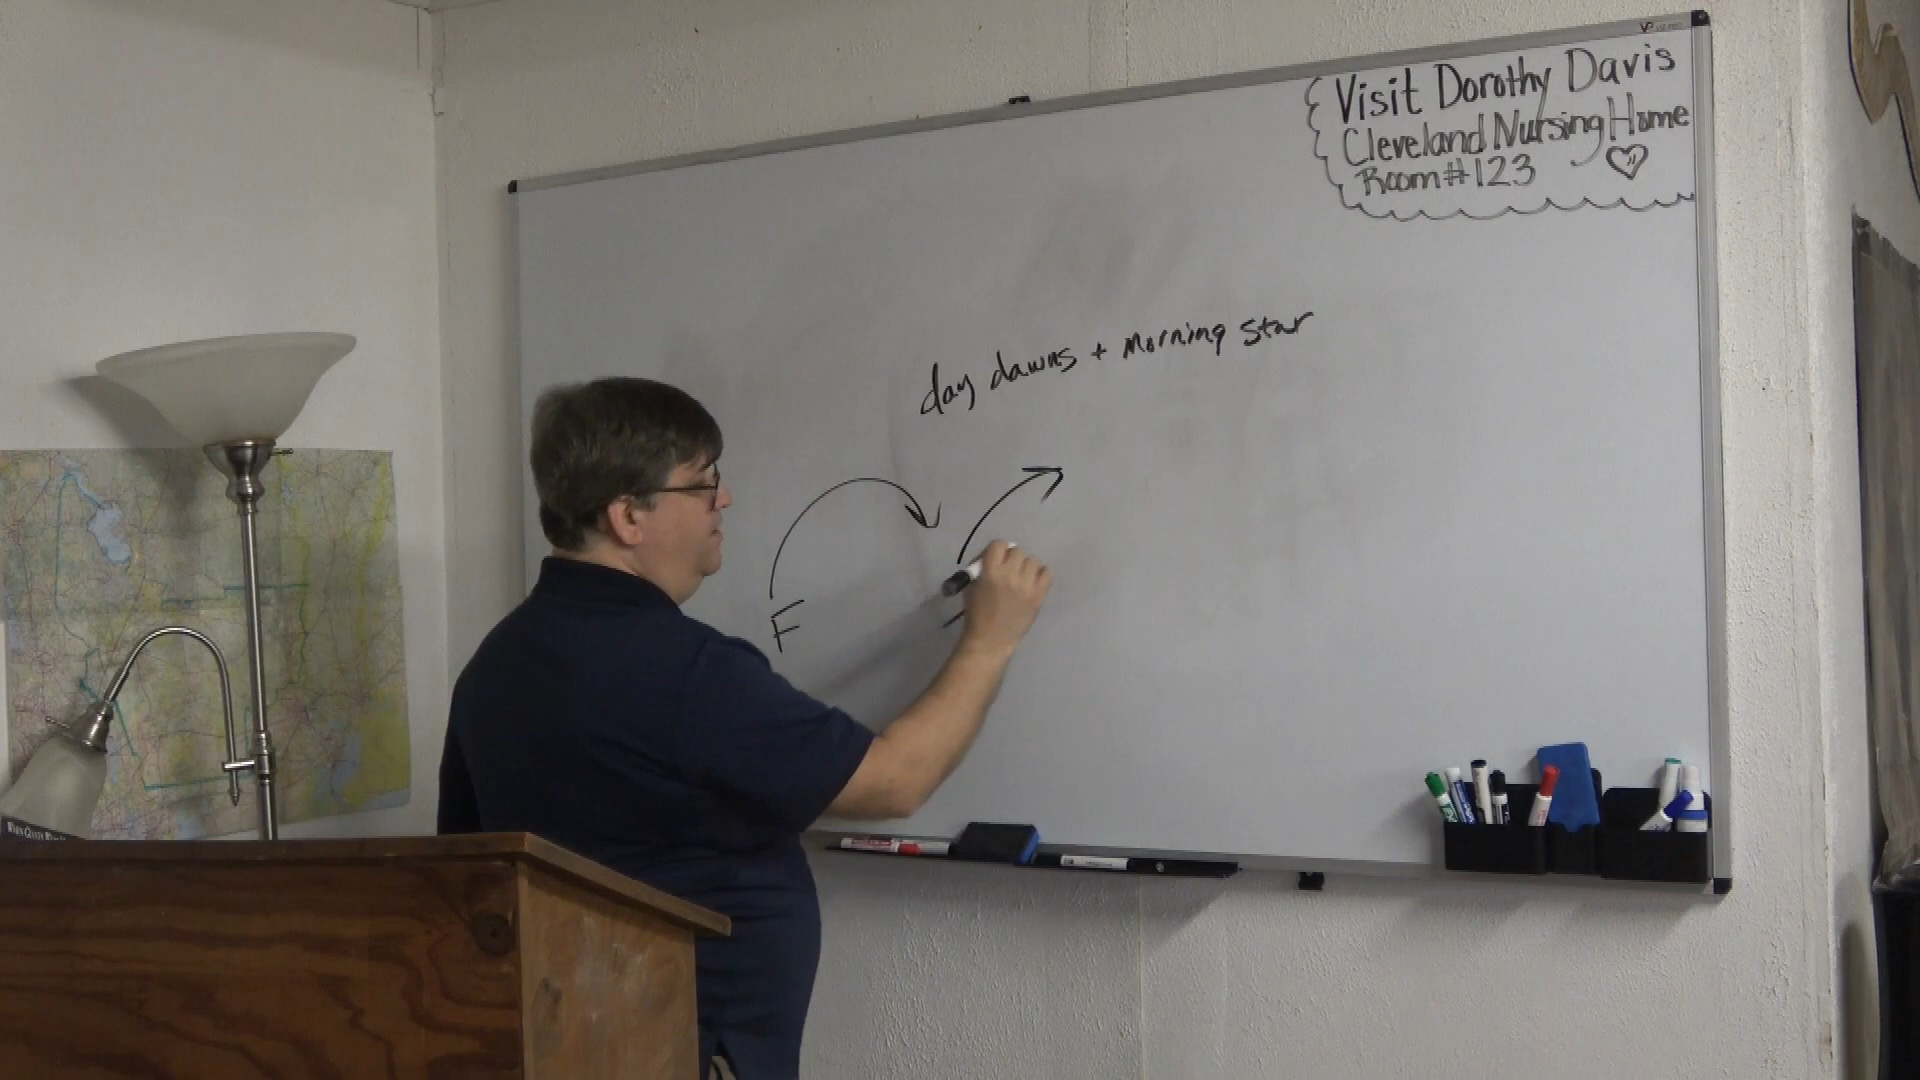 Visit Dorothy Davis
Cleveland Nursing Home
Room #123
day dawns + morning star
F